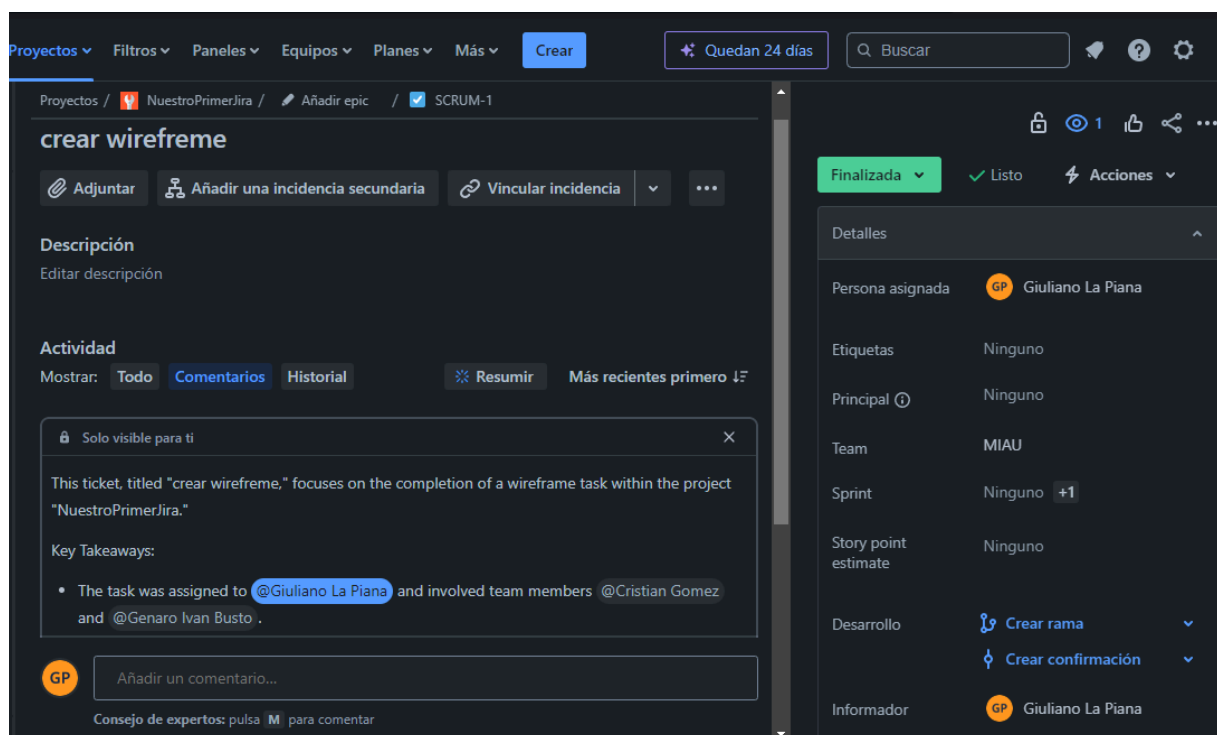 Proyectos Filtros Paneles Equipos Planes Más Crear Quedan 24 días Buscar
Proyectos / NuestroPrimerJira / Añadir epic / SCRUM-1
crear wirefreme
Adjuntar Añadir una incidencia secundaria Vincular incidencia
Descripción
Editar descripción
Actividad
Mostrar: Todo Comentarios Historial Resumir Más recientes primero
Solo visible para ti
This ticket, titled "crear wirefreme," focuses on the completion of a wireframe task within the project
"NuestroPrimerJira."
Key Takeaways:
• The task was assigned to @Giuliano La Piana and involved team members @Cristian Gomez
and @Genaro Ivan Busto .
GP Añadir un comentario...
Consejo de expertos: pulsa M para comentar
1
Finalizada Listo Acciones
Detalles
Persona asignada GP Giuliano La Piana
Etiquetas Ninguno
Principal Ninguno
Team MIAU
Sprint Ninguno +1
Story point
estimate Ninguno
Desarrollo Crear rama
Crear confirmación
Informador GP Giuliano La Piana